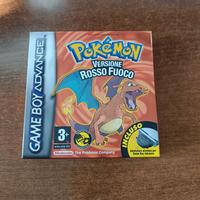 GAME BOY ADVANCE
POKÉMON
VERSIONE
ROSSO FUOCO
INCLUSO
3+
Nintendo
The Pokémon Company